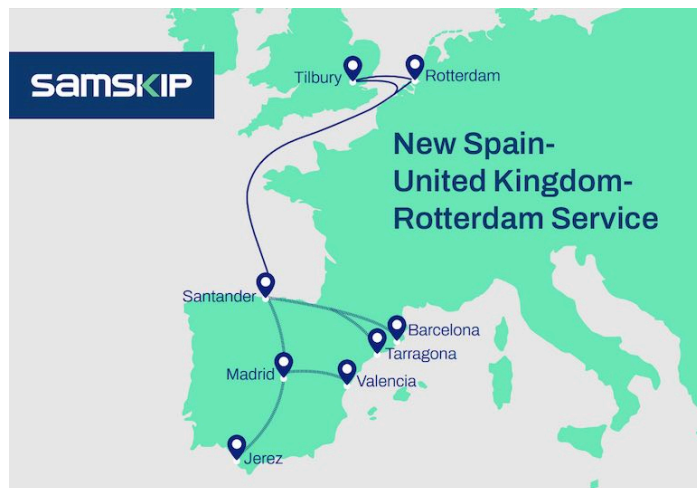 samskip
Tilbury
Rotterdam
New Spain-
United Kingdom-
Rotterdam Service
Santander
Barcelona
Tarragona
Madrid
Valencia
Jerez